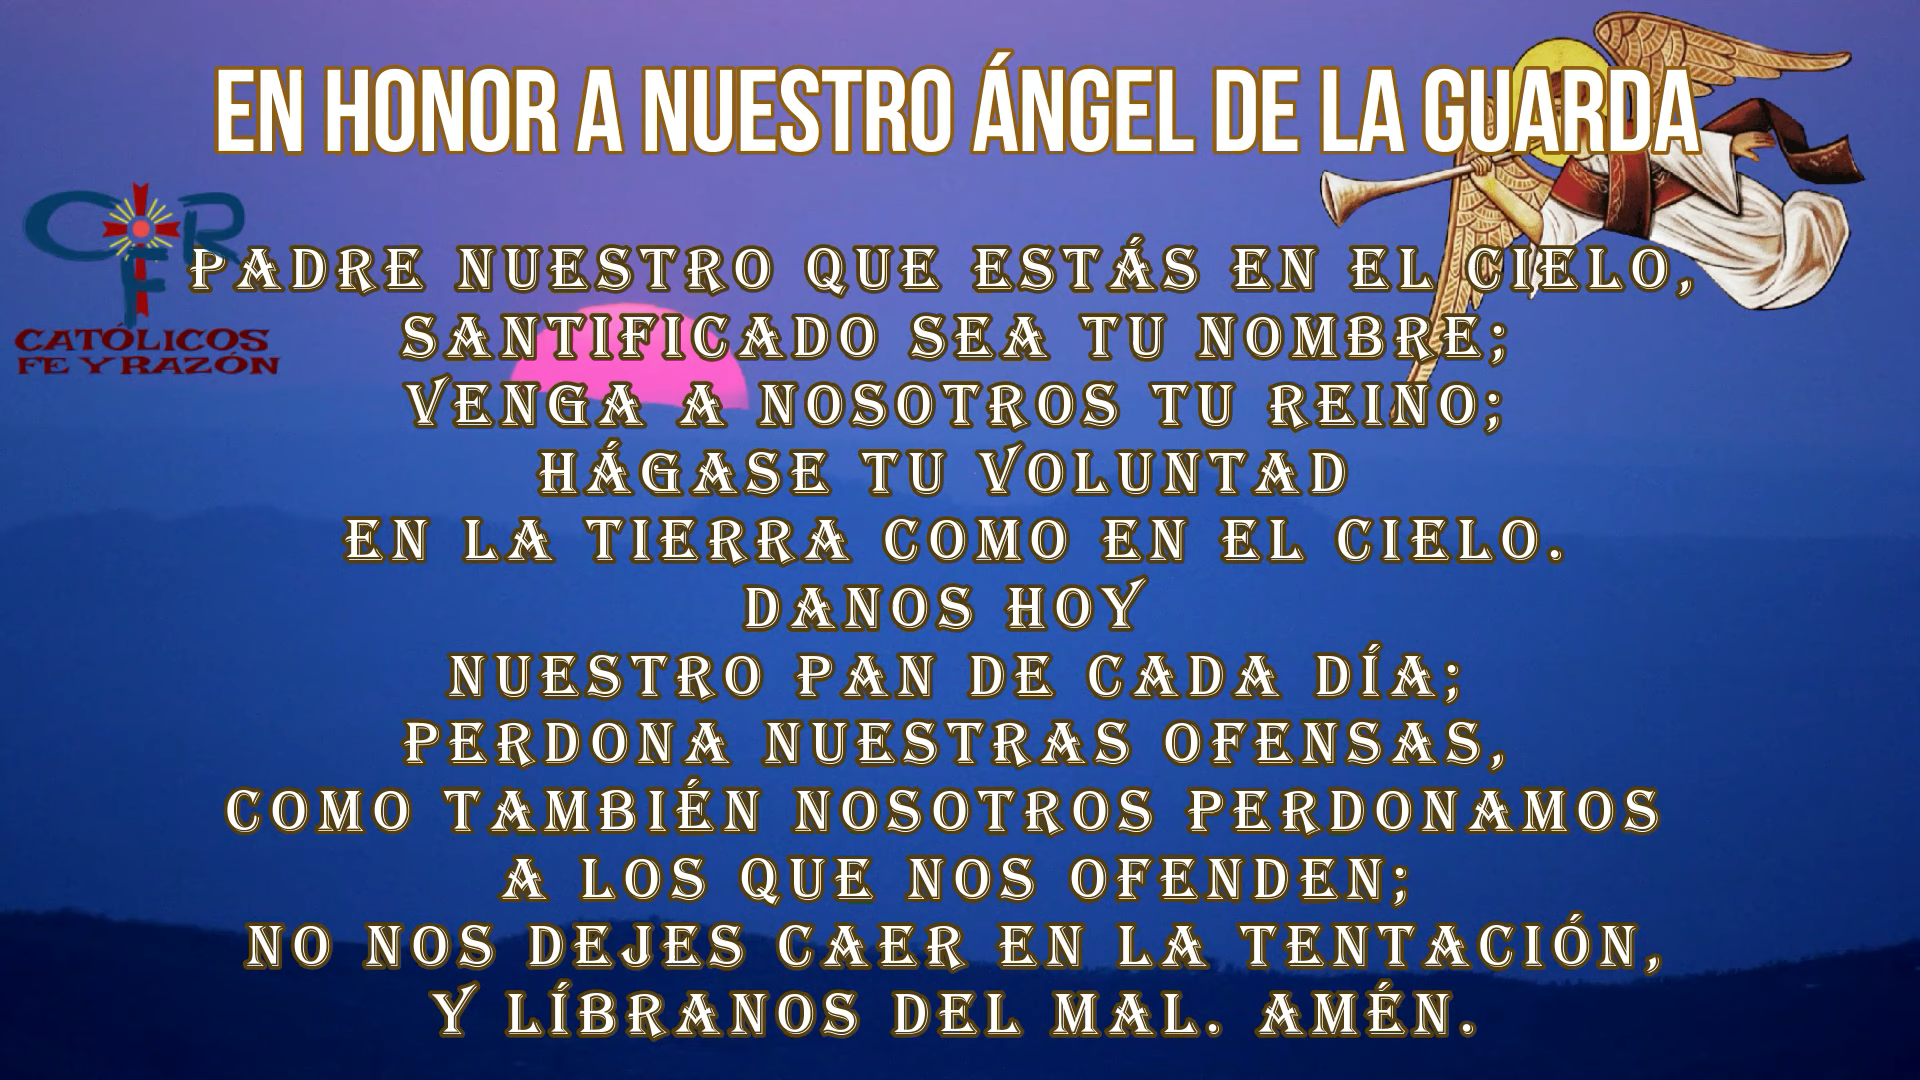 EN HONOR A NUESTRO ÁNGEL DE LA GUARDA
CFR
CATÓLICOS
FE Y RAZÓN
PADRE NUESTRO QUE ESTÁS EN EL CIELO,
SANTIFICADO SEA TU NOMBRE;
VENGA A NOSOTROS TU REINO;
HÁGASE TU VOLUNTAD
EN LA TIERRA COMO EN EL CIELO.
DANOS HOY
NUESTRO PAN DE CADA DÍA;
PERDONA NUESTRAS OFENSAS,
COMO TAMBIÉN NOSOTROS PERDONAMOS
A LOS QUE NOS OFENDEN;
NO NOS DEJES CAER EN LA TENTACIÓN,
Y LÍBRANOS DEL MAL. AMÉN.